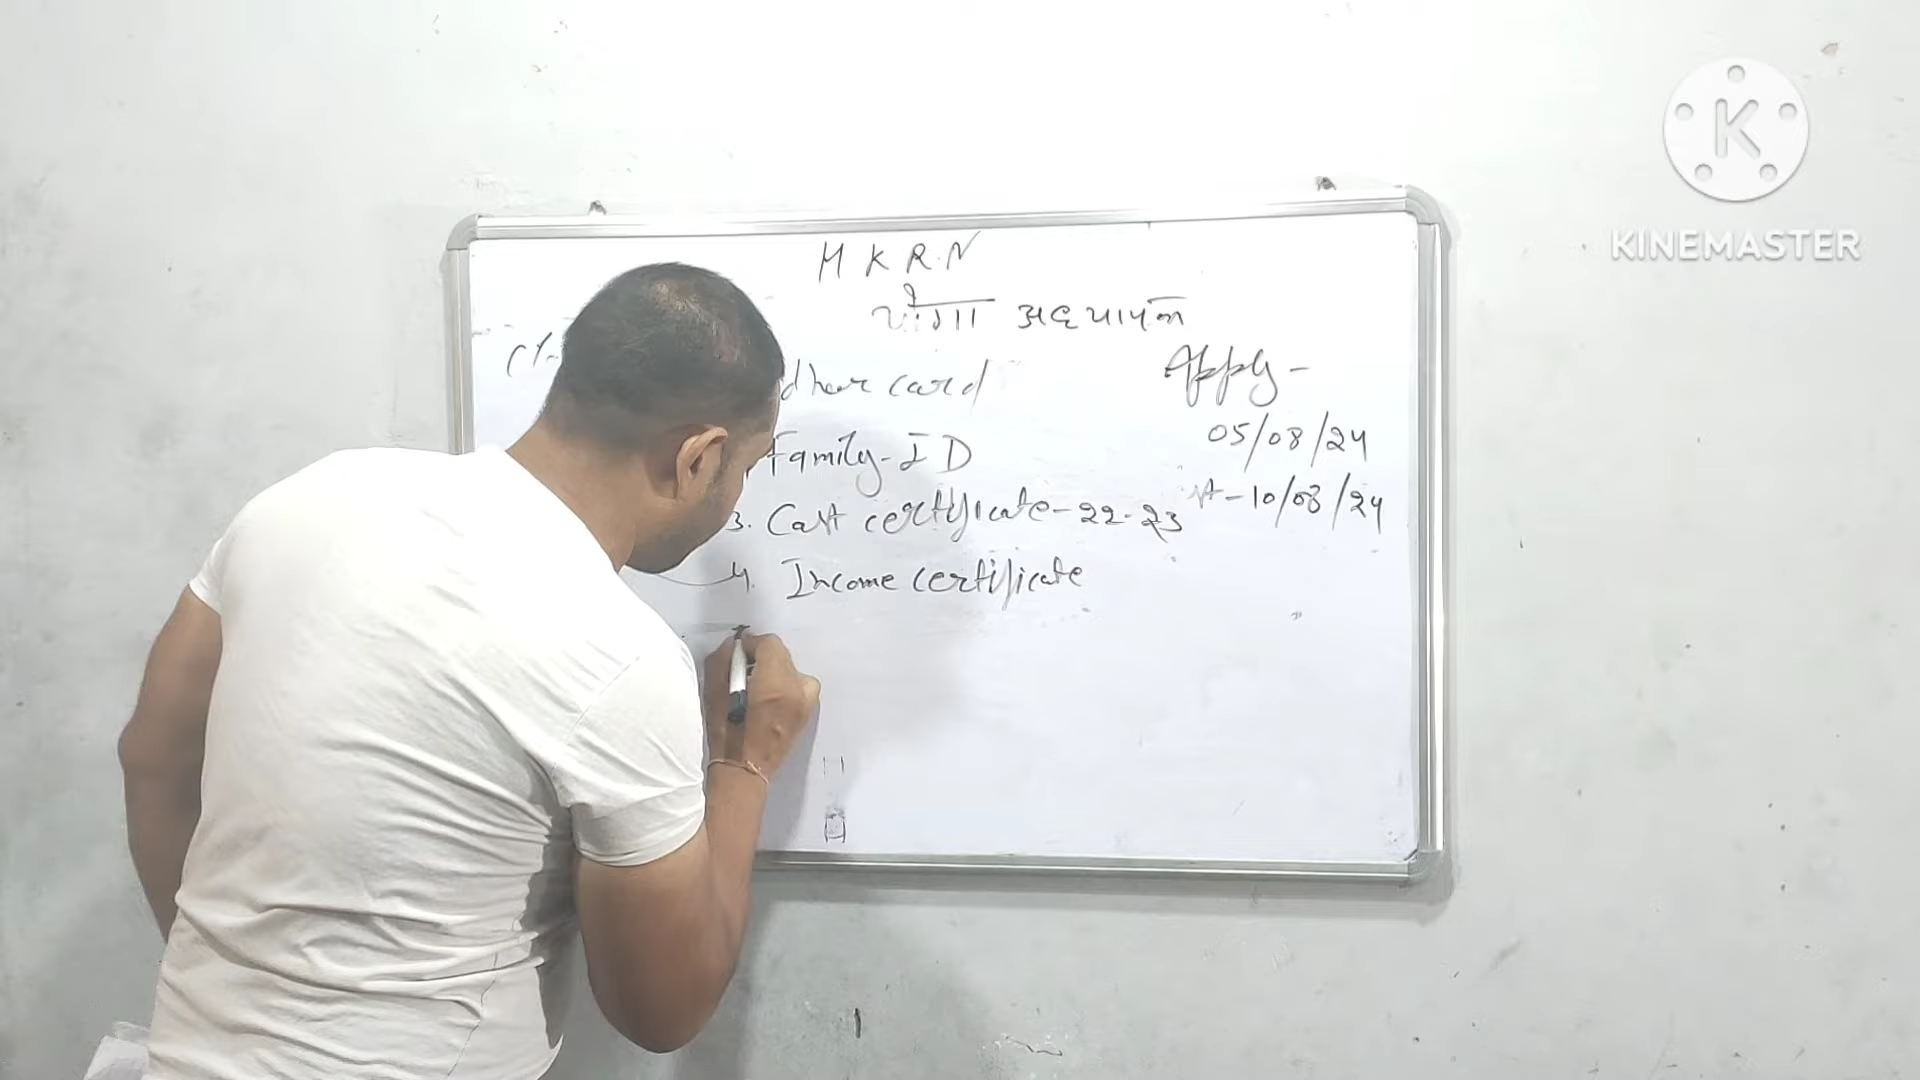 H K R N
योगा अध्यापक
dhar card
Apply -
Family - ID
05/08/24
3. Cast certificate - 22-23
- 10/08/24
4. Income certificate
K
KINEMASTER